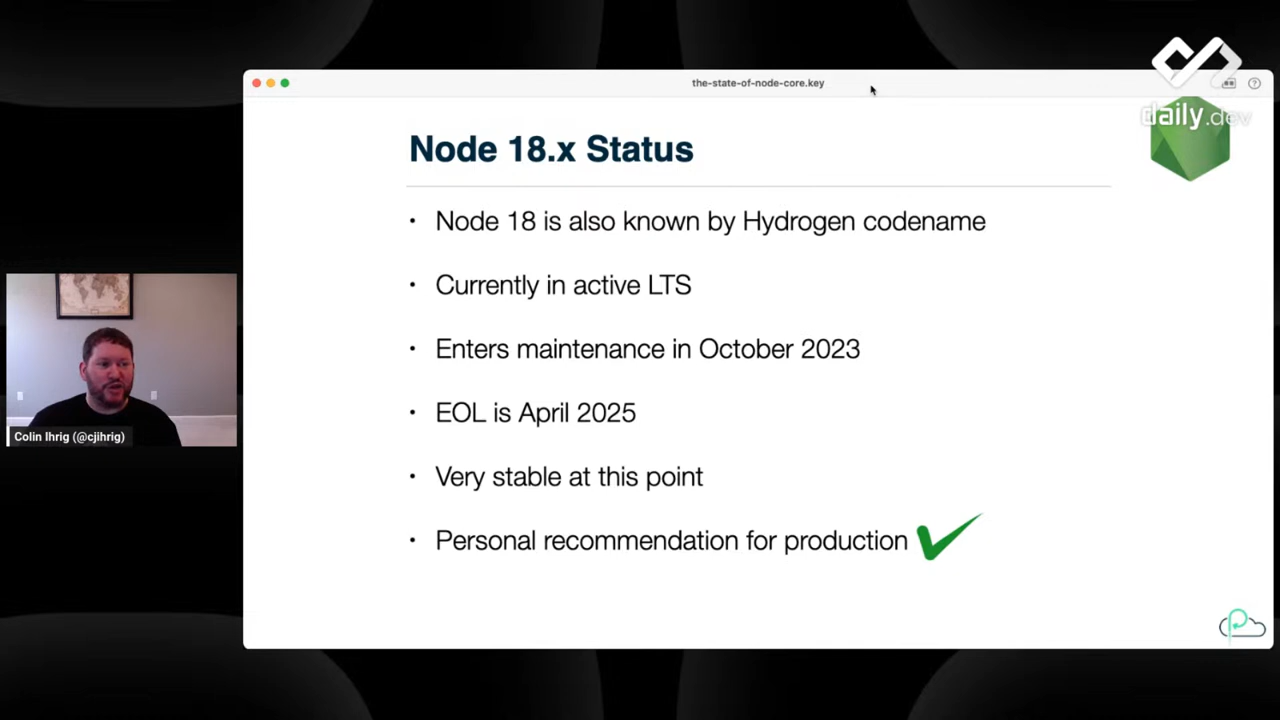 the-state-of-node-core.key
daily.dev
Node 18.x Status
• Node 18 is also known by Hydrogen codename
• Currently in active LTS
• Enters maintenance in October 2023
• EOL is April 2025
• Very stable at this point
• Personal recommendation for production
Colin Ihrig (@cjihrig)